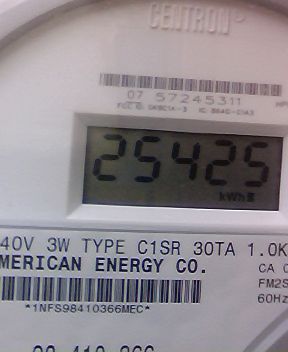 CENTRON®
07 57245311
25425
kWh
40V 3W TYPE C1SR 30TA 1.0K
MERICAN ENERGY CO.
CA 0
FM2S
60Hz
*1NFS98410366MEC*